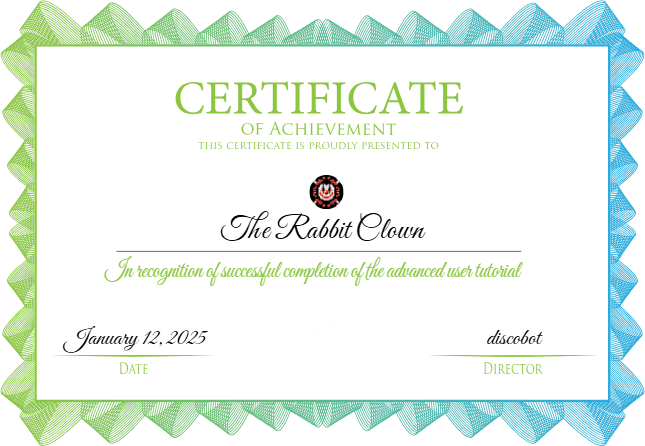 CERTIFICATE
OF ACHIEVEMENT
THIS CERTIFICATE IS PROUDLY PRESENTED TO
The Rabbit Clown
In recognition of successful completion of the advanced user tutorial
January 12, 2025
discobot
DATE
DIRECTOR